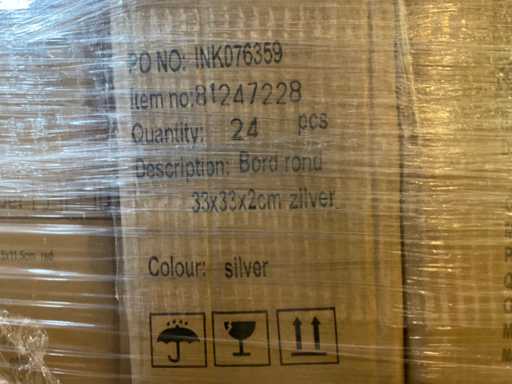 PO NO: INK076359
Item no: 81247228
Quantity: 24 pcs
Description: Bord rond
33x33x2cm zilver
Colour: silver